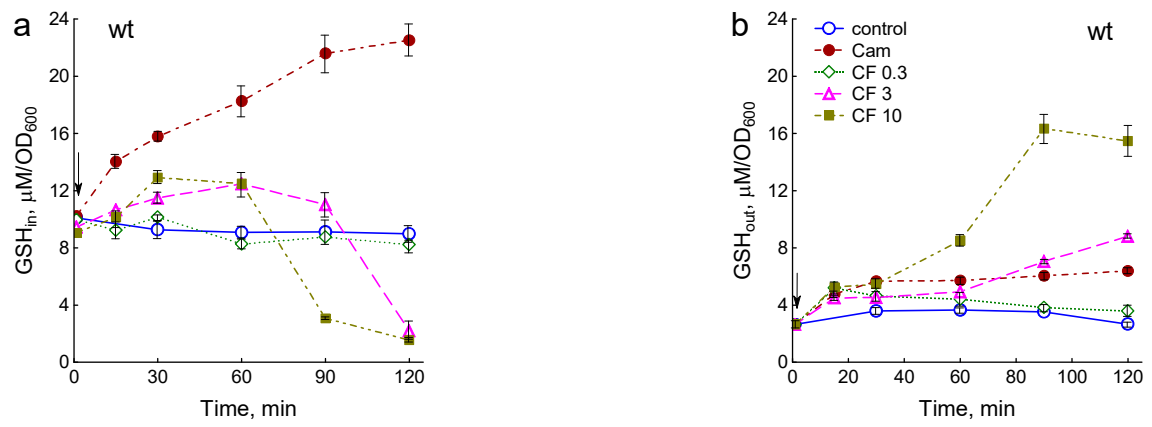 a
wt
24
20
16
12
8
4
0
GSHin, μM/OD600
0 30 60 90 120
Time, min
b
wt
control
Cam
CF 0.3
CF 3
CF 10
24
20
16
12
8
4
0
GSHout, μM/OD600
0 20 40 60 80 100 120
Time, min